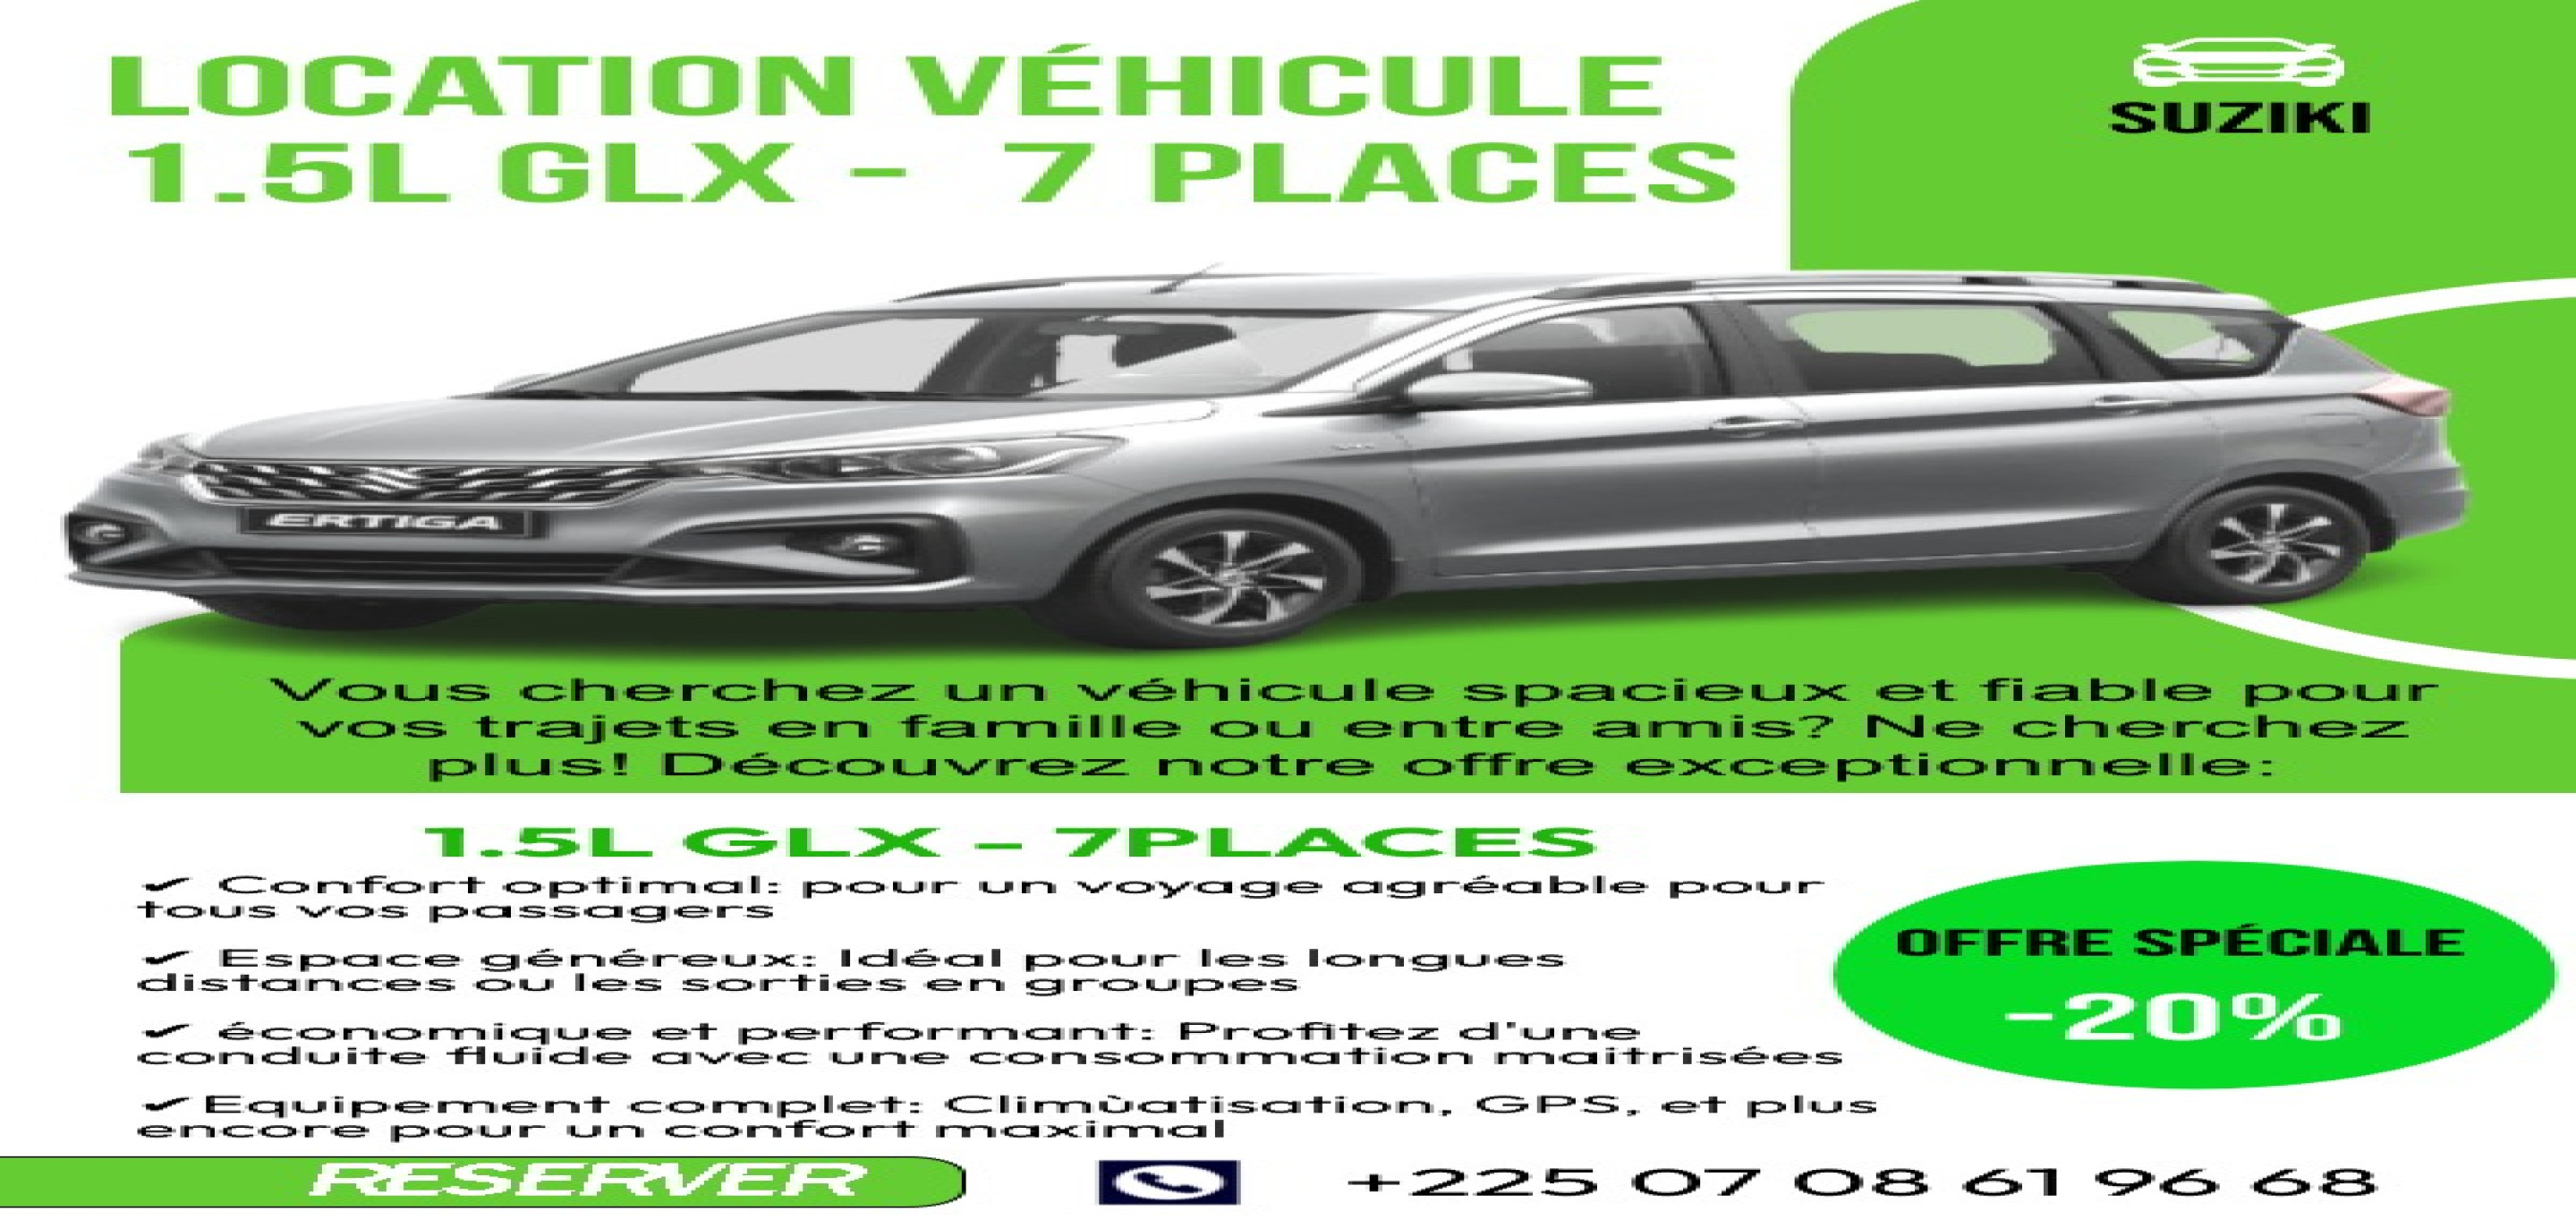 LOCATION VÉHICULE
1.5L GLX - 7 PLACES
SUZIKI
ERTIGA
Vous cherchez un véhicule spacieux et fiable pour
vos trajets en famille ou entre amis? Ne cherchez
plus! Découvrez notre offre exceptionnelle:
1.5L GLX - 7PLACES
✓ Confort optimal: pour un voyage agréable pour
tous vos passagers
✓ Espace généreux: Idéal pour les longues
distances ou les sorties en groupes
✓ économique et performant: Profitez d'une
conduite fluide avec une consommation maitrisées
✓ Equipement complet: Climùatisation, GPS, et plus
encore pour un confort maximal
OFFRE SPÉCIALE
-20%
RESERVER
+225 07 08 61 96 68